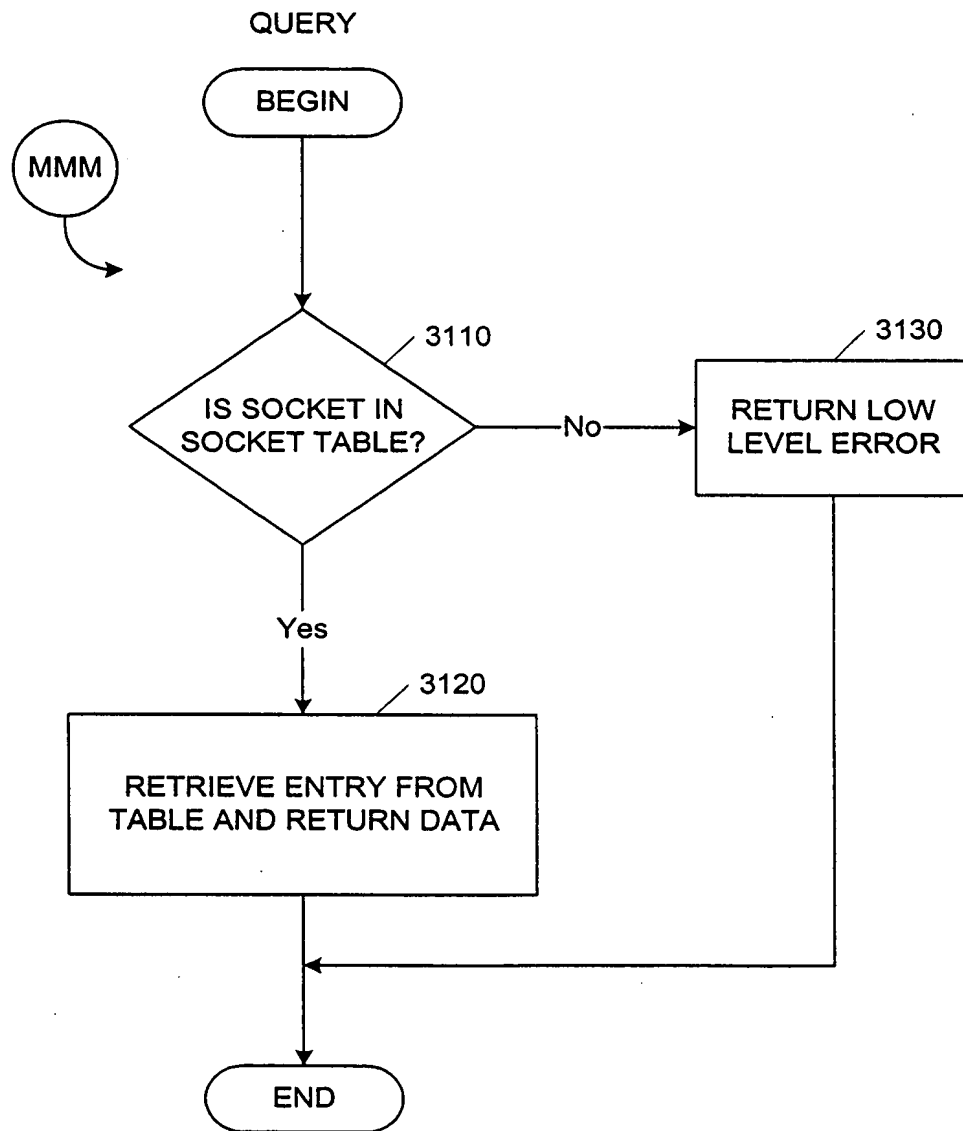 QUERY
BEGIN
MMM
3110
IS SOCKET IN
SOCKET TABLE?
No
3130
RETURN LOW
LEVEL ERROR
Yes
3120
RETRIEVE ENTRY FROM
TABLE AND RETURN DATA
END